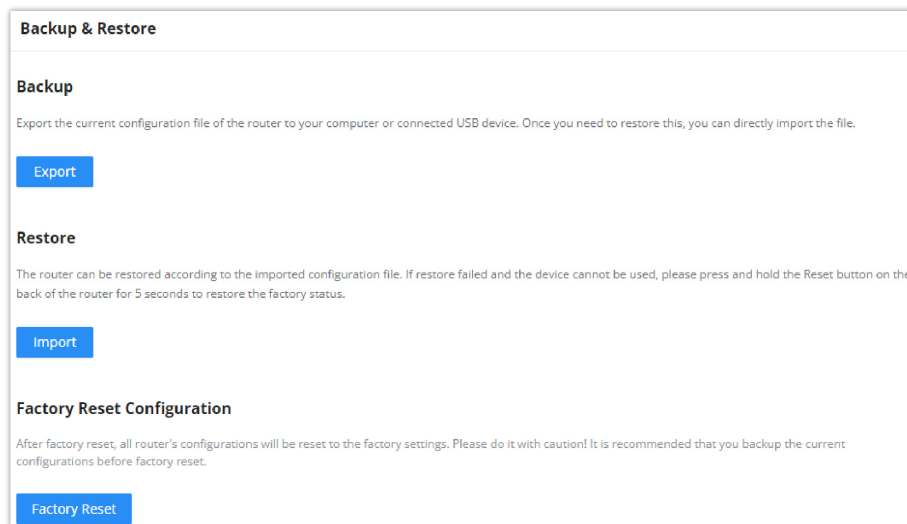 Backup & Restore
Backup
Export the current configuration file of the router to your computer or connected USB device. Once you need to restore this, you can directly import the file.
Export
Restore
The router can be restored according to the imported configuration file. If restore failed and the device cannot be used, please press and hold the Reset button on the
back of the router for 5 seconds to restore the factory status.
Import
Factory Reset Configuration
After factory reset, all router's configurations will be reset to the factory settings. Please do it with caution! It is recommended that you backup the current
configurations before factory reset.
Factory Reset